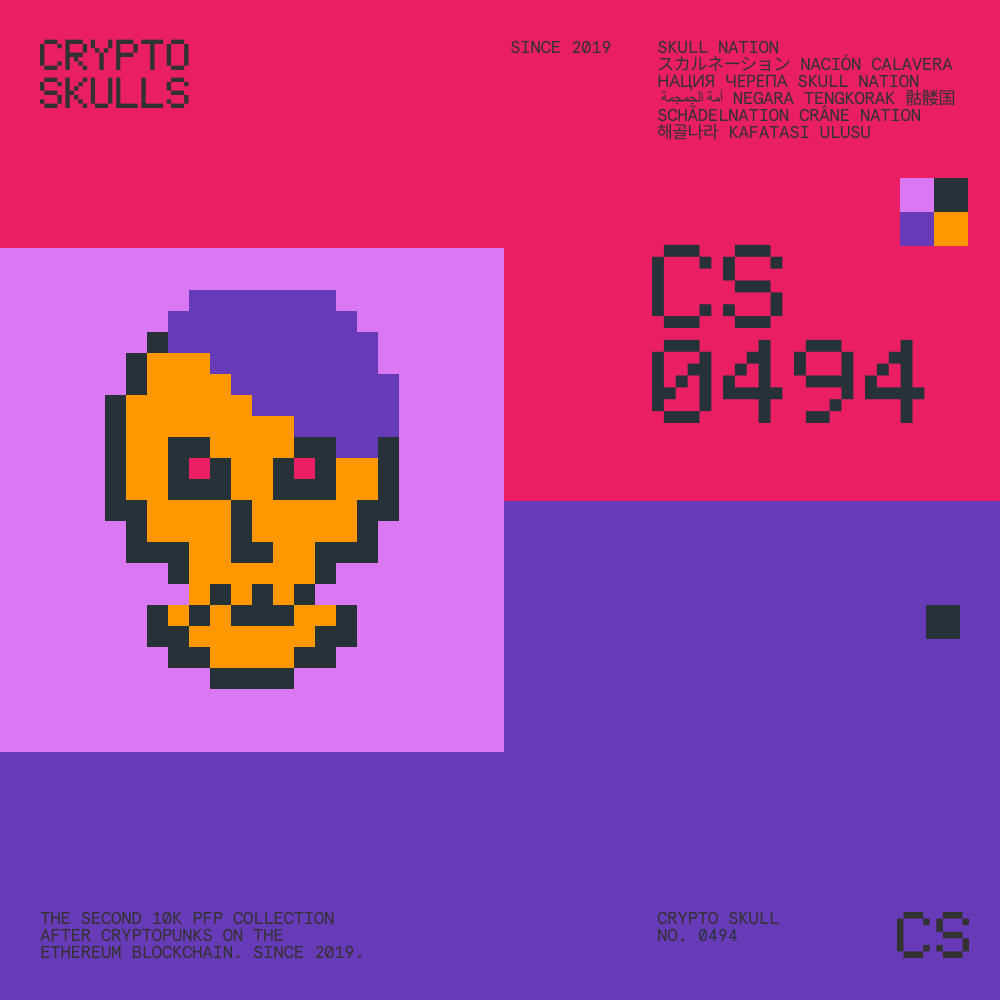 CRYPTO
SKULLS
SINCE 2019
SKULL NATION
スカルネーション NACIÓN CALAVERA
НАЦИЯ ЧЕРЕПА SKULL NATION
أمة الجمجمة NEGARA TENGKORAK 骷髅国
SCHÄDELNATION CRÂNE NATION
해골나라 KAFATASI ULUSU
CS
0494
THE SECOND 10K PFP COLLECTION
AFTER CRYPTOPUNKS ON THE
ETHEREUM BLOCKCHAIN. SINCE 2019.
CRYPTO SKULL
NO. 0494
CS